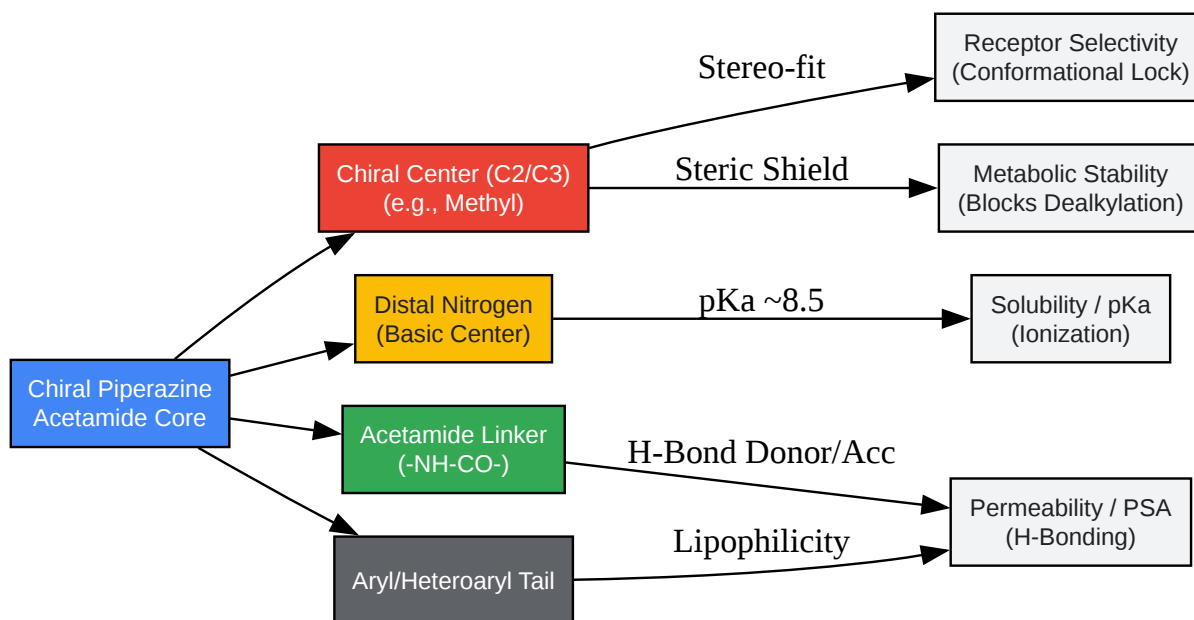 Receptor Selectivity
(Conformational Lock)
Stereo-fit
Chiral Center (C2/C3)
(e.g., Methyl)
Steric Shield
Metabolic Stability
(Blocks Dealkylation)
Distal Nitrogen
(Basic Center)
pKa ~8.5
Solubility / pKa
(Ionization)
Chiral Piperazine
Acetamide Core
Acetamide Linker
(-NH-CO-)
H-Bond Donor/Acc
Permeability / PSA
(H-Bonding)
Lipophilicity
Aryl/Heteroaryl Tail